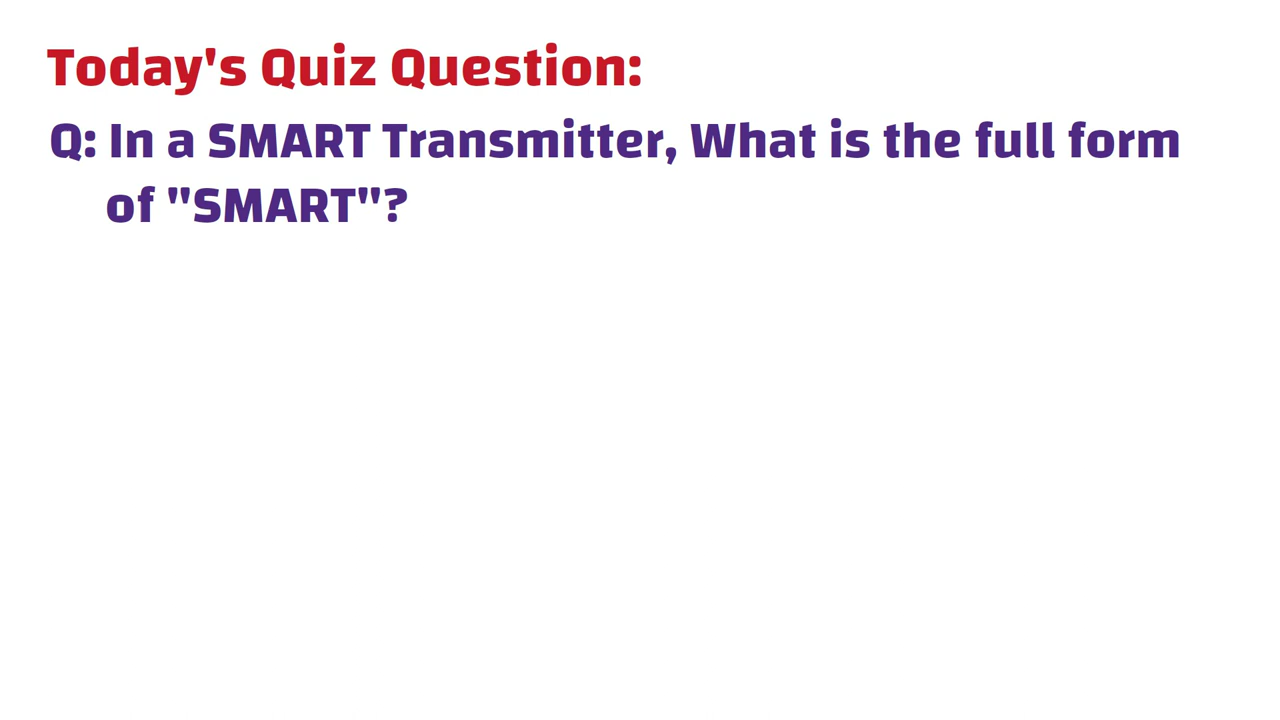 Today's Quiz Question:
Q: In a SMART Transmitter, What is the full form
of "SMART"?